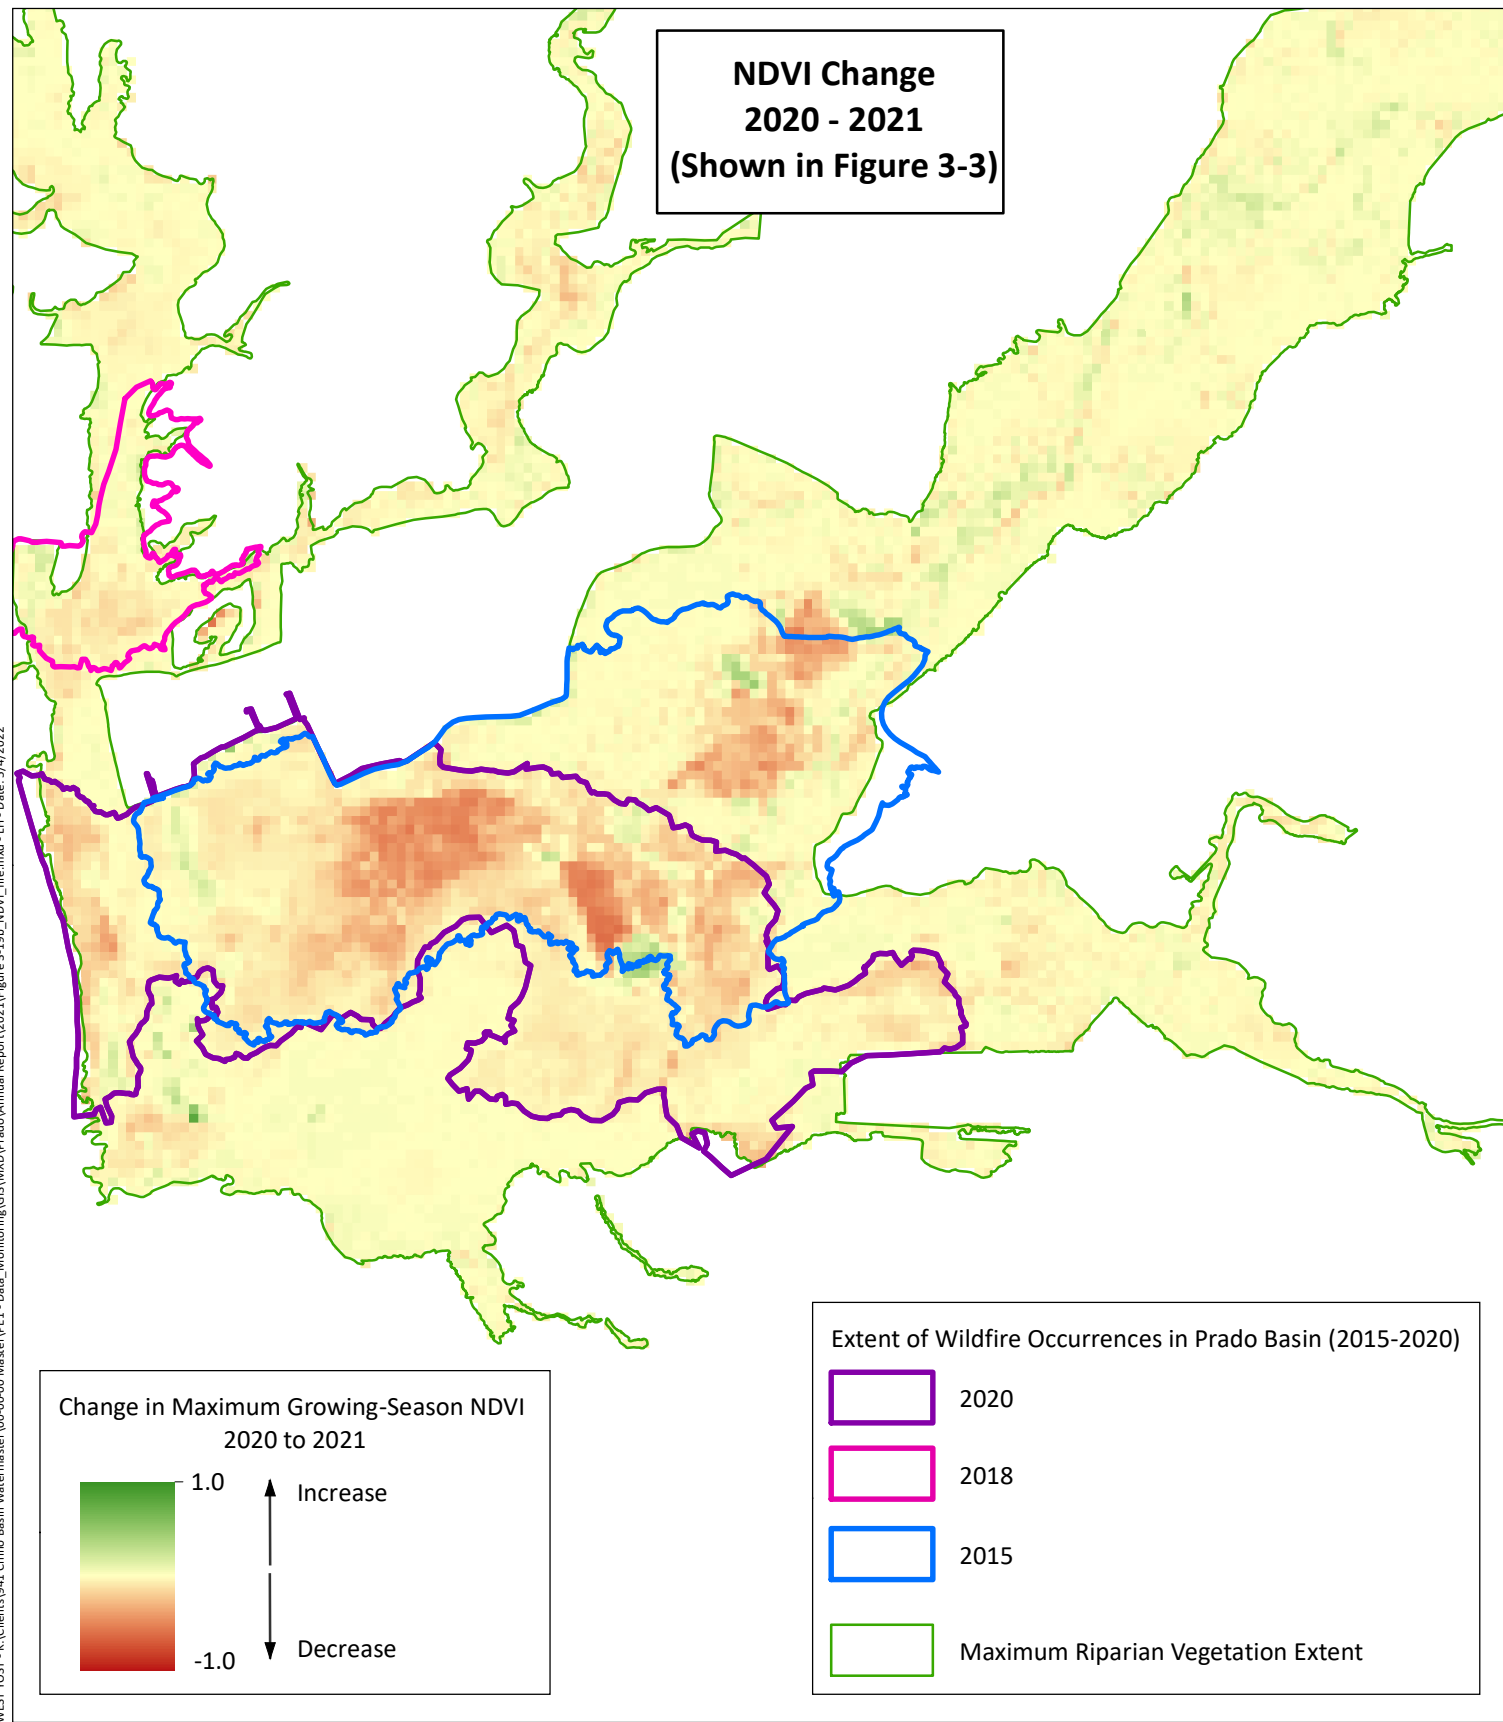 NDVI Change
2020 - 2021
(Shown in Figure 3-3)
Extent of Wildfire Occurrences in Prado Basin (2015-2020)
2020
2018
2015
Maximum Riparian Vegetation Extent
Change in Maximum Growing-Season NDVI
2020 to 2021
1.0
Increase
Decrease
-1.0